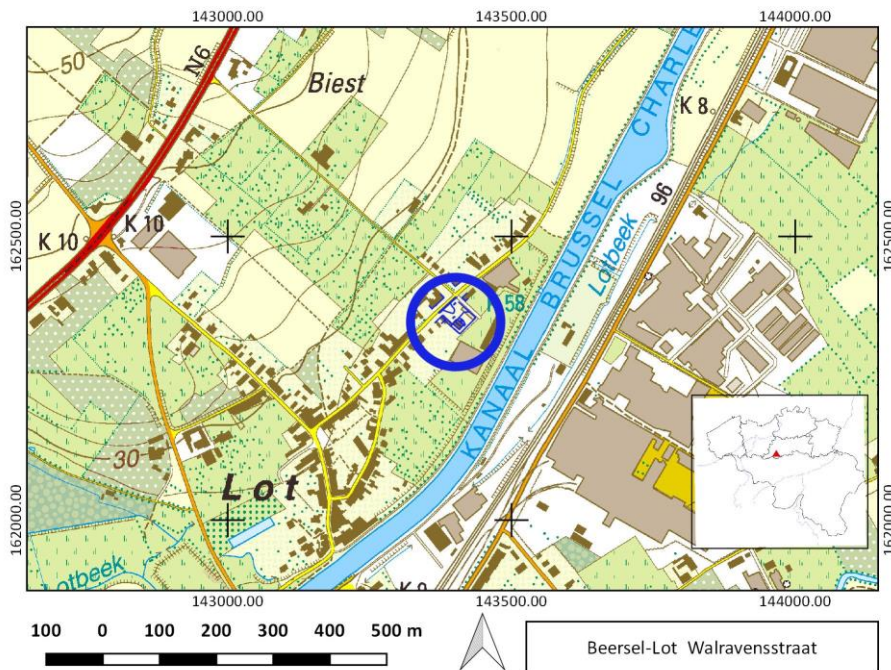 143000.00
143500.00
144000.00
50
N6
Biest
K 8
K 10
K 10
162500.00
162500.00
96
Lotbeek
58
KANAAL BRUSSEL CHARLE
30
Lot
162000.00
162000.00
Lotbeek
143000.00
143500.00
144000.00
100 0 100 200 300 400 500 m
Beersel-Lot Walravensstraat